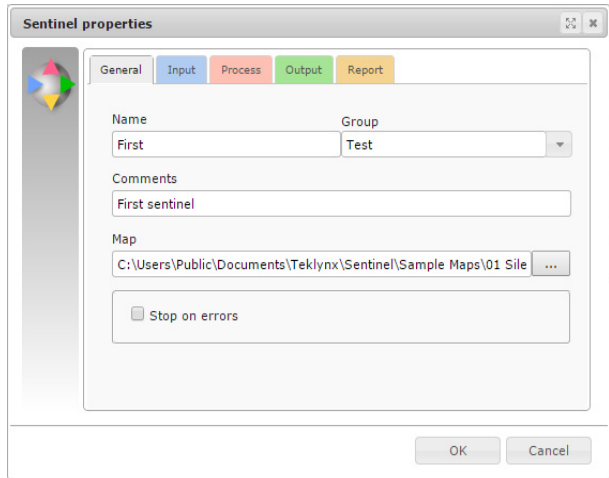 Sentinel properties
General Input Process Output Report
Name Group
First Test
Comments
First sentinel
Map
C:\Users\Public\Documents\Teklynx\Sentinel\Sample Maps\01 Sile ...
Stop on errors
OK Cancel